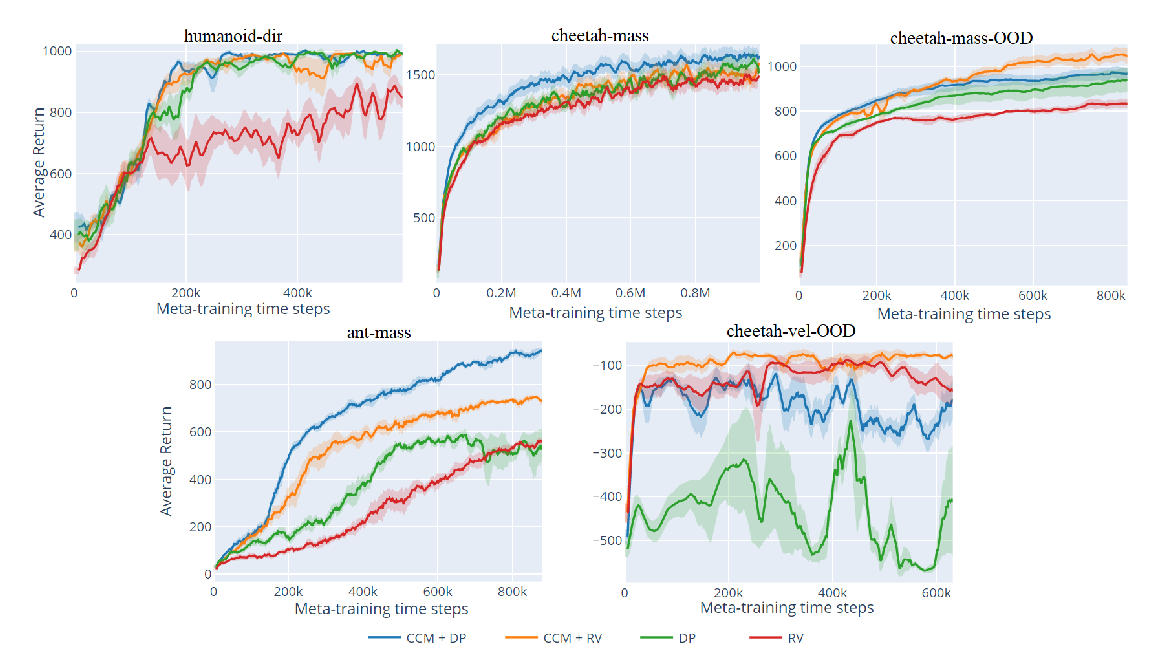 humanoid-dir
cheetah-mass
cheetah-mass-OOD
1000
800
600
400
Average Return
0
200k
400k
Meta-training time steps
1500
1000
500
0
0.2M
0.4M
0.6M
0.8M
Meta-training time steps
1000
800
600
400
200
0
200k
400k
600k
800k
Meta-training time steps
ant-mass
cheetah-vel-OOD
800
600
400
200
0
Average Return
0
200k
400k
600k
800k
Meta-training time steps
−100
−200
−300
−400
−500
0
200k
400k
600k
Meta-training time steps
CCM + DP
CCM + RV
DP
RV